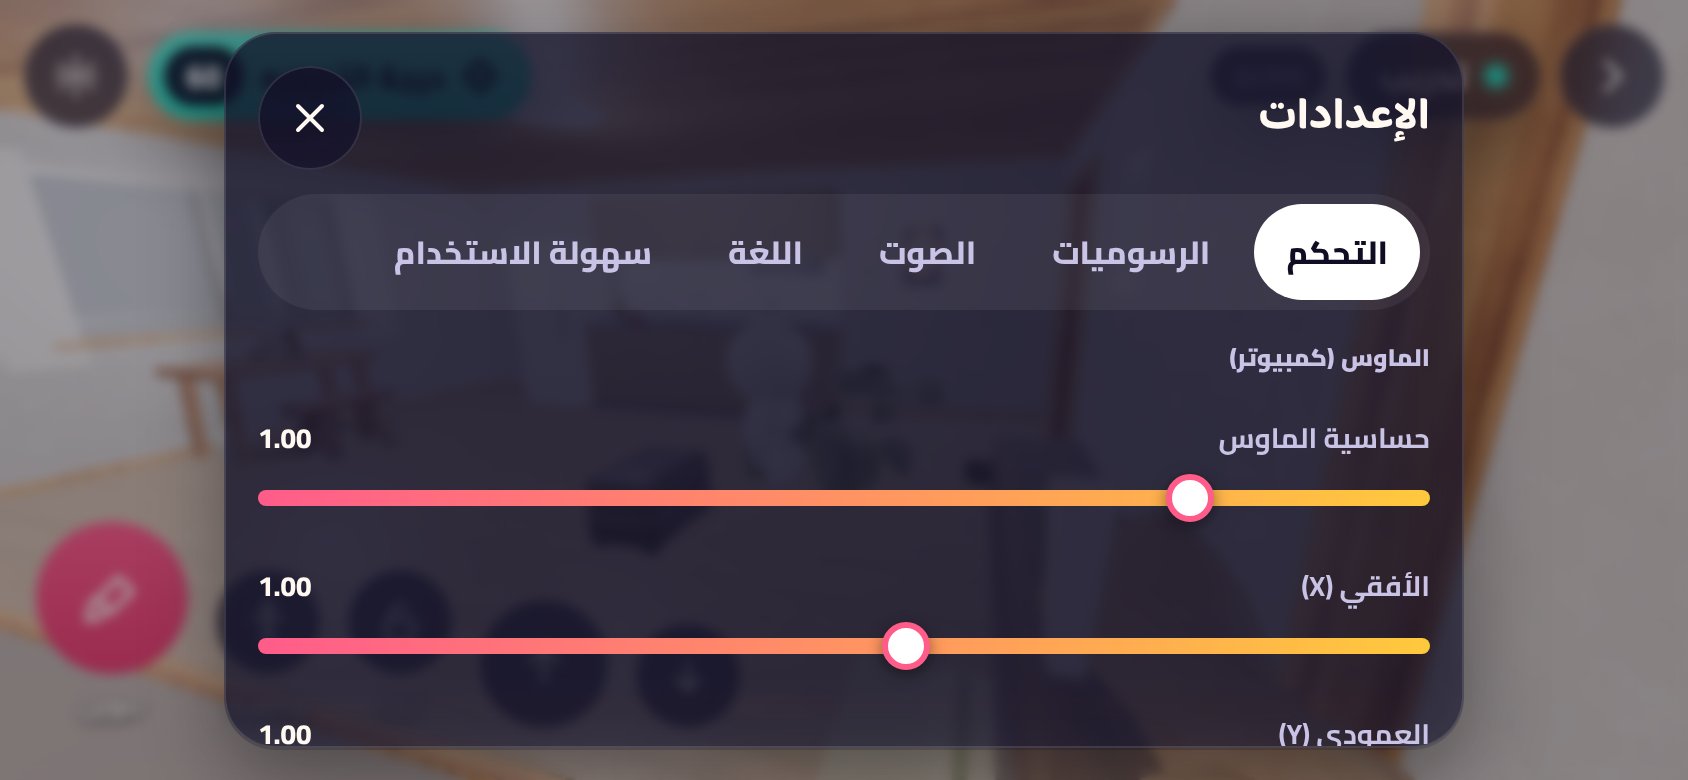 الإعدادات
التحكم الرسوميات الصوت اللغة سهولة الاستخدام
الماوس (كمبيوتر)
حساسية الماوس 1.00
الأفقي (X) 1.00
العمودي (Y) 1.00